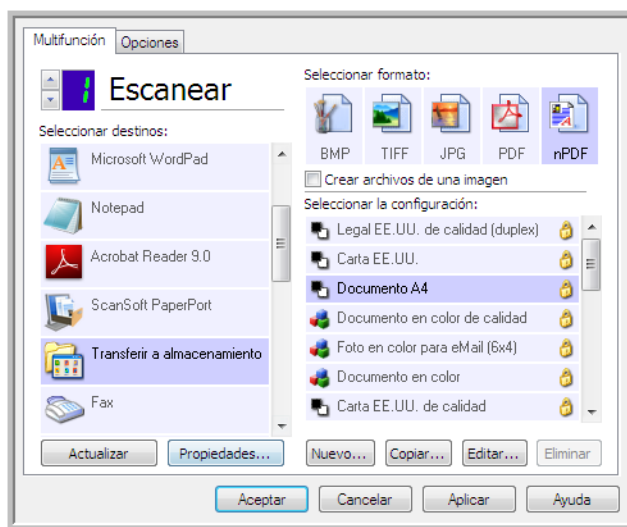 Multifunción
Opciones
1
Escanear
Seleccionar destinos:
Microsoft WordPad
Notepad
Acrobat Reader 9.0
ScanSoft PaperPort
Transferir a almacenamiento
Fax
Actualizar
Propiedades...
Seleccionar formato:
BMP
TIFF
JPG
PDF
nPDF
Crear archivos de una imagen
Seleccionar la configuración:
Legal EE.UU. de calidad (duplex)
Carta EE.UU.
Documento A4
Documento en color de calidad
Foto en color para eMail (6x4)
Documento en color
Carta EE.UU. de calidad
Nuevo...
Copiar...
Editar...
Eliminar
Aceptar
Cancelar
Aplicar
Ayuda